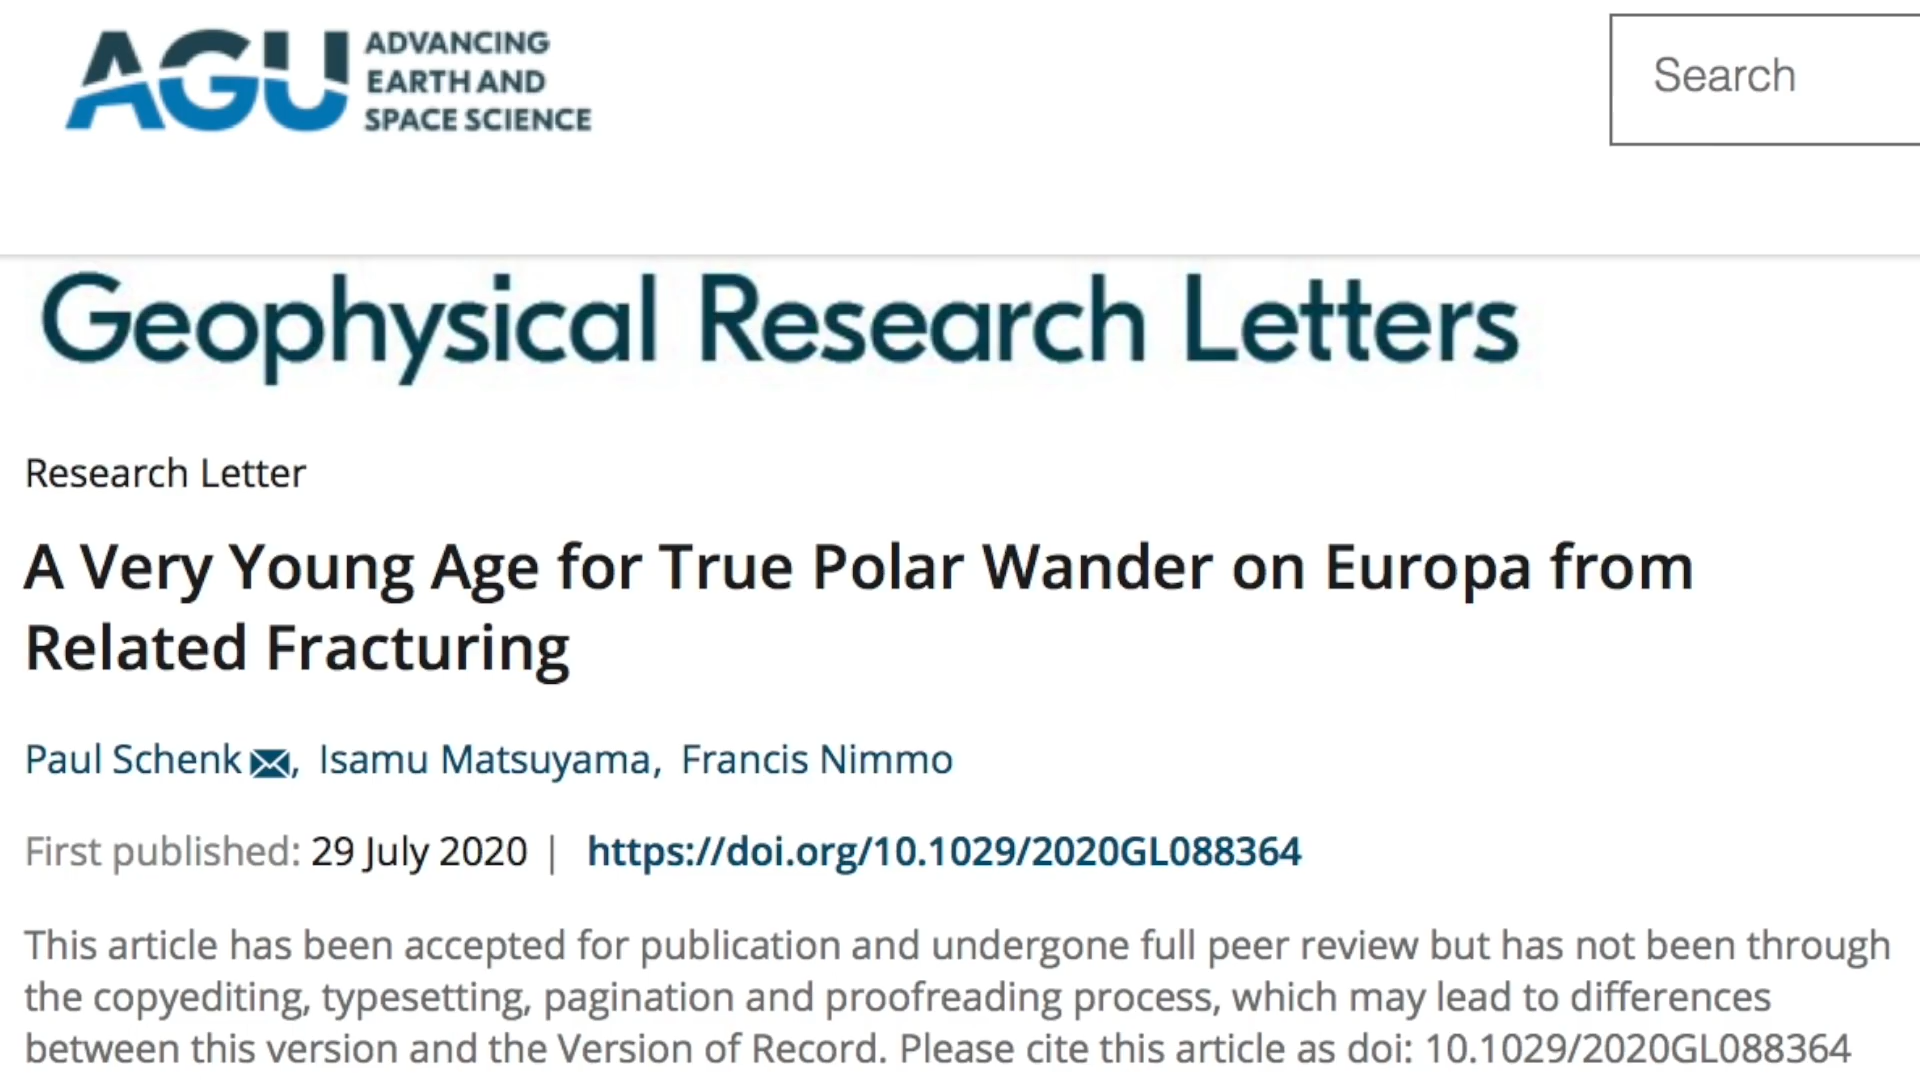 AGU ADVANCING
EARTH AND
SPACE SCIENCE
Search
Geophysical Research Letters
Research Letter
A Very Young Age for True Polar Wander on Europa from
Related Fracturing
Paul Schenk, Isamu Matsuyama, Francis Nimmo
First published: 29 July 2020 | https://doi.org/10.1029/2020GL088364
This article has been accepted for publication and undergone full peer review but has not been through
the copyediting, typesetting, pagination and proofreading process, which may lead to differences
between this version and the Version of Record. Please cite this article as doi: 10.1029/2020GL088364